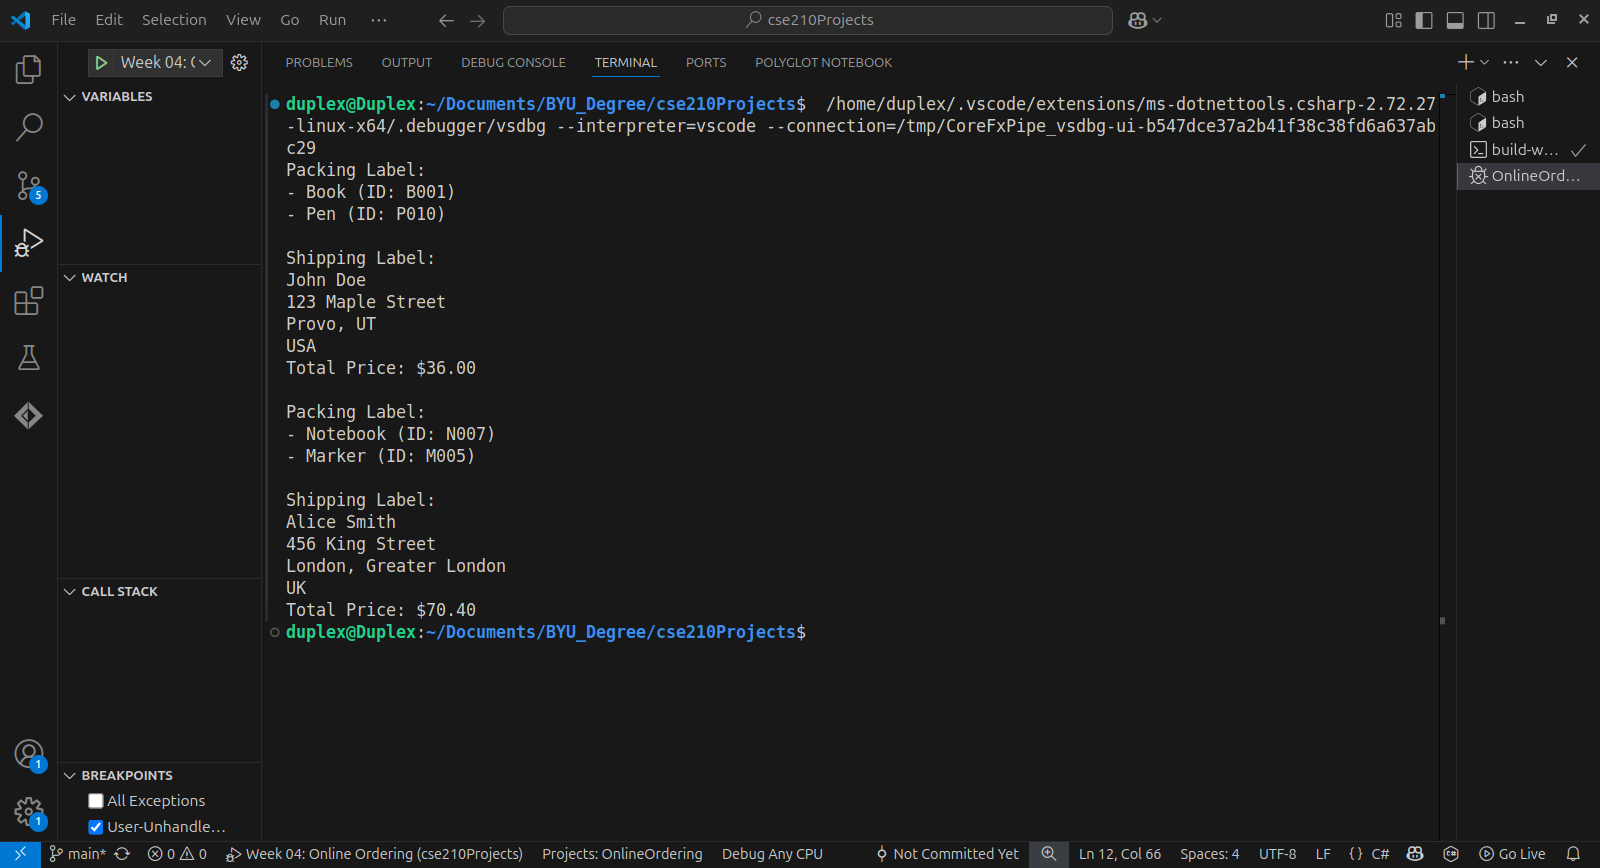 File Edit Selection View Go Run ··· cse210Projects
Week 04: O
VARIABLES
WATCH
CALL STACK
BREAKPOINTS
All Exceptions
User-Unhandle...
5
1
1
PROBLEMS OUTPUT DEBUG CONSOLE TERMINAL PORTS POLYGLOT NOTEBOOK
duplex@Duplex:~/Documents/BYU_Degree/cse210Projects$ /home/duplex/.vscode/extensions/ms-dotnettools.csharp-2.72.27
-linux-x64/.debugger/vsdbg --interpreter=vscode --connection=/tmp/CoreFxPipe_vsdbg-ui-b547dce37a2b41f38c38fd6a637ab
c29
Packing Label:
- Book (ID: B001)
- Pen (ID: P010)
Shipping Label:
John Doe
123 Maple Street
Provo, UT
USA
Total Price: $36.00
Packing Label:
- Notebook (ID: N007)
- Marker (ID: M005)
Shipping Label:
Alice Smith
456 King Street
London, Greater London
UK
Total Price: $70.40
duplex@Duplex:~/Documents/BYU_Degree/cse210Projects$
bash
bash
build-w...
OnlineOrd...
main* 0 0 Week 04: Online Ordering (cse210Projects) Projects: OnlineOrdering Debug Any CPU Not Committed Yet Ln 12, Col 66 Spaces: 4 UTF-8 LF {} C# Go Live